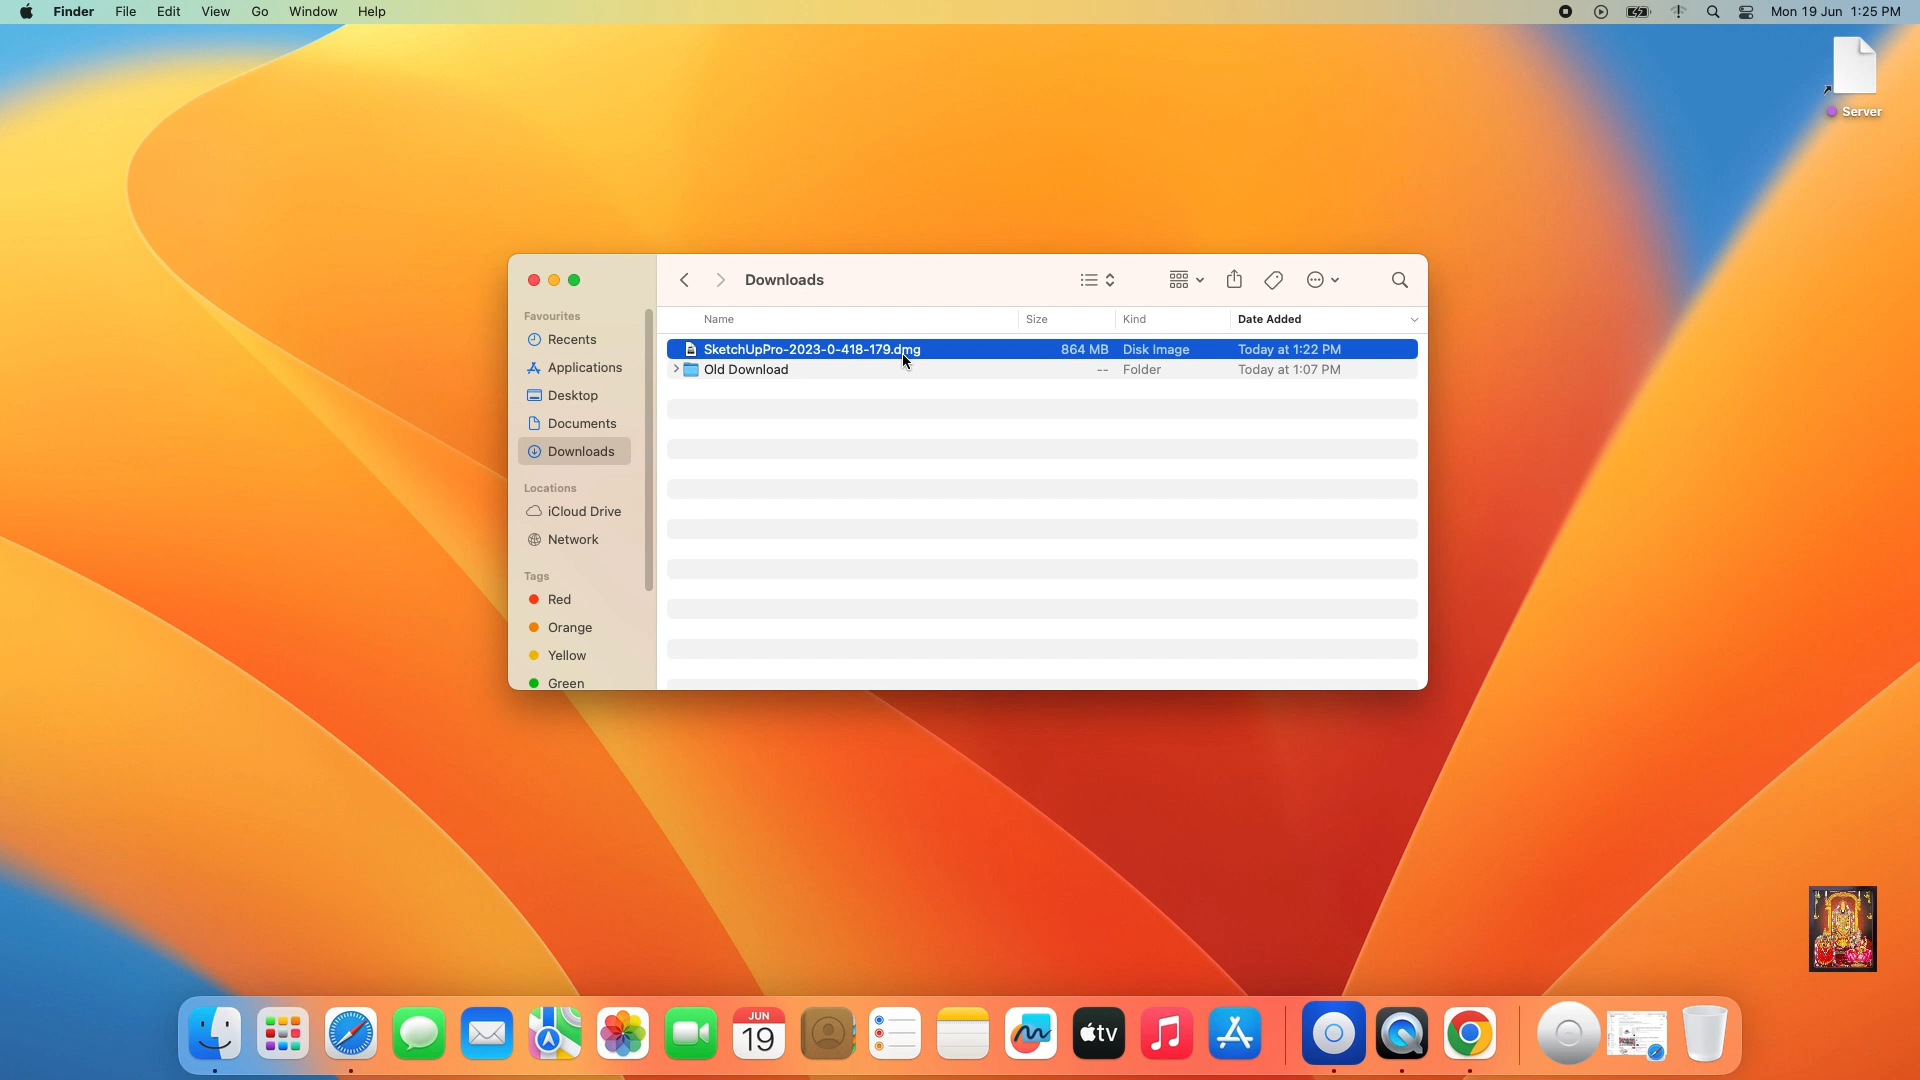 Finder File Edit View Go Window Help Mon 19 Jun 1:25 PM
Server
Downloads
Favourites
Recents
Applications
Desktop
Documents
Downloads
Locations
iCloud Drive
Network
Tags
Red
Orange
Yellow
Green
Name Size Kind Date Added
SketchUpPro-2023-0-418-179.dmg 864 MB Disk Image Today at 1:22 PM
Old Download -- Folder Today at 1:07 PM
JUN
19
tv